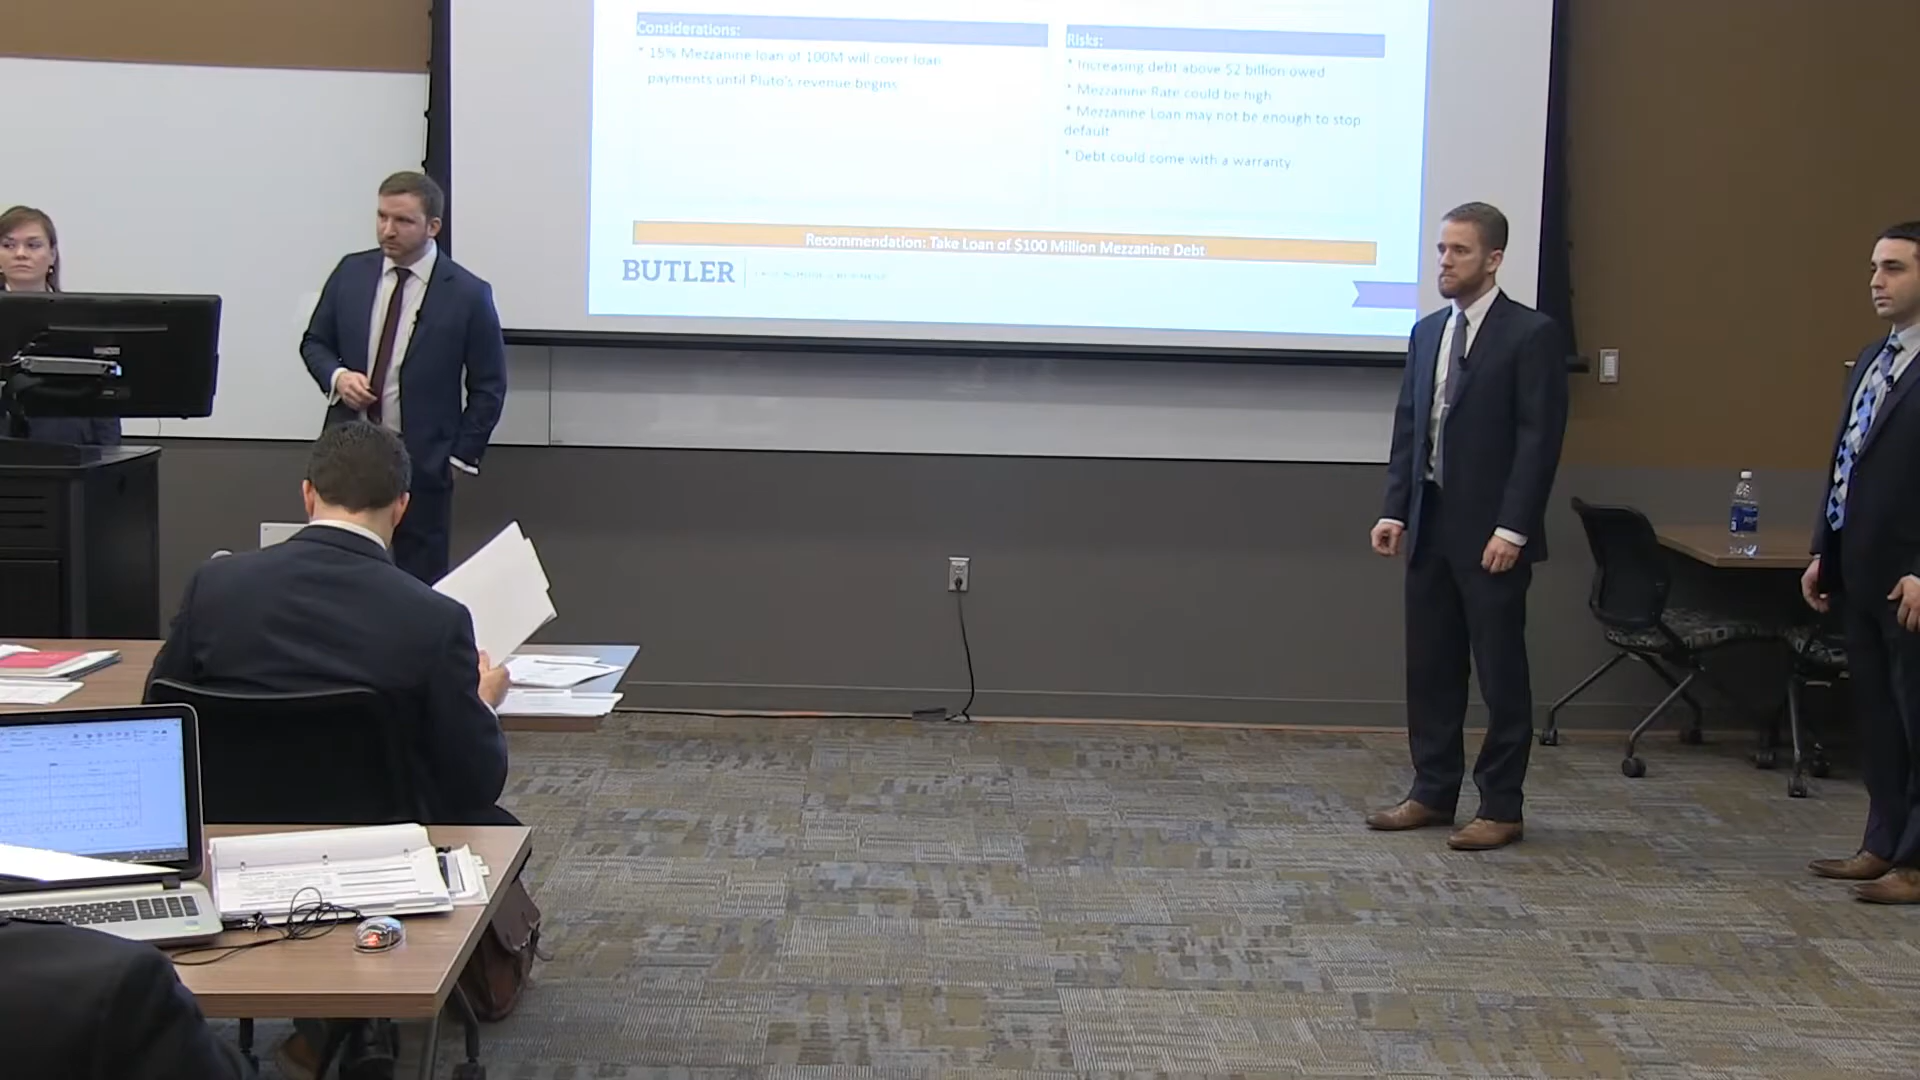 Considerations:
* 15% Mezzanine loan of 100M will cover loan
payments until Pluto's revenue begins
Risks:
* Increasing debt above $2 billion owed
* Mezzanine Rate could be high
* Mezzanine Loan may not be enough to stop
default
* Debt could come with a warranty
Recommendation: Take Loan of $100 Million Mezzanine Debt
BUTLER